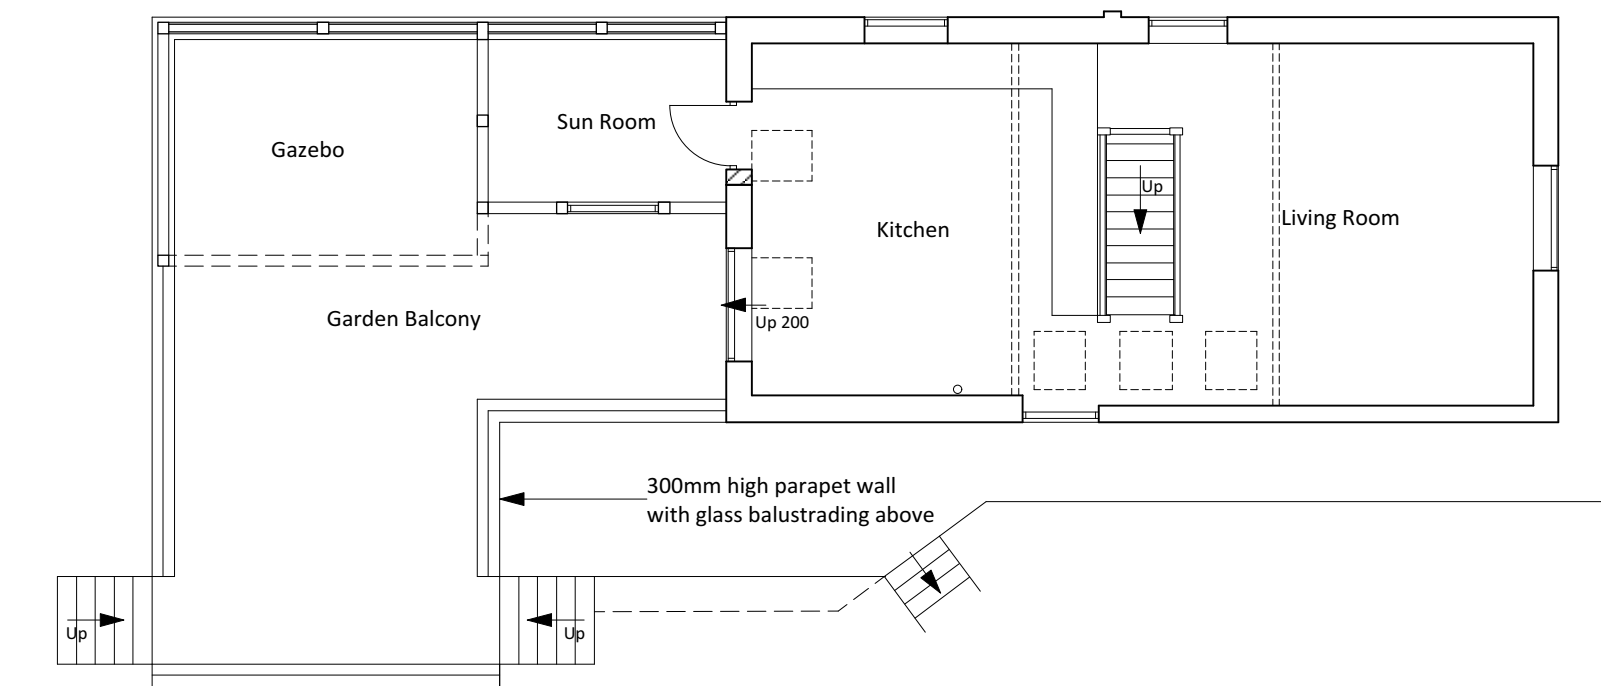 Sun Room
Gazebo
Up
Kitchen
Living Room
Garden Balcony
Up 200
300mm high parapet wall
with glass balustrading above
Up
Up